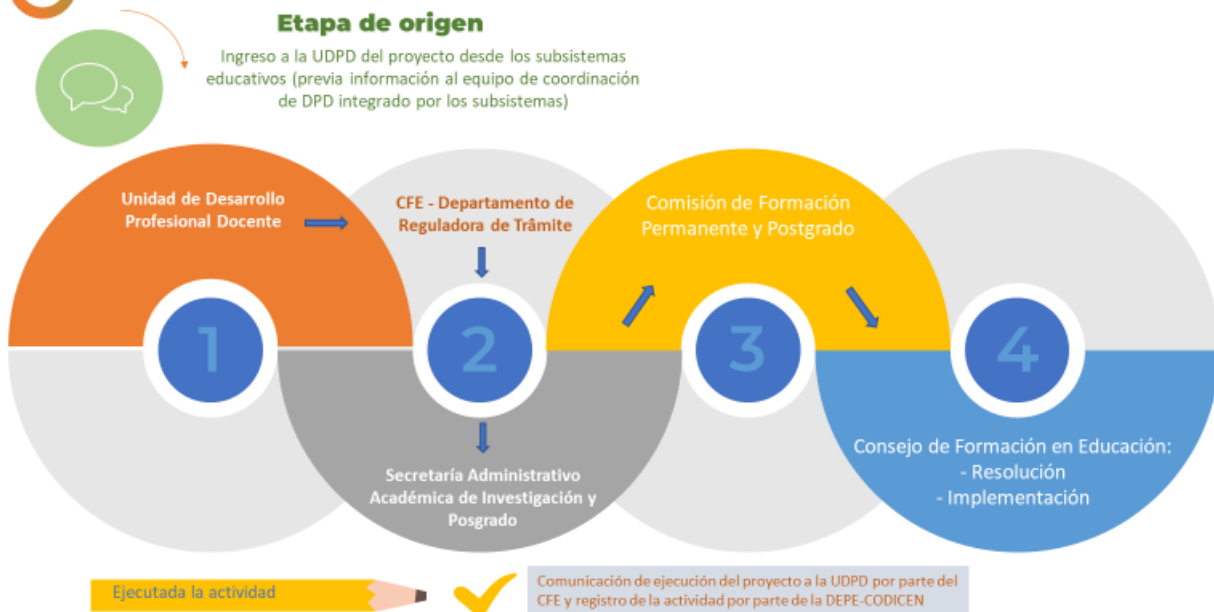 Etapa de origen
Ingreso a la UDPD del proyecto desde los subsistemas
educativos (previa información al equipo de coordinación
de DPD integrado por los subsistemas)
Unidad de Desarrollo
Profesional Docente
1
CFE - Departamento de
Reguladora de Trâmite
2
Secretaría Administrativo
Académica de Investigación y
Posgrado
Comisión de Formación
Permanente y Postgrado
3
4
Consejo de Formación en Educación:
- Resolución
- Implementación
Ejecutada la actividad
Comunicación de ejecución del proyecto a la UDPD por parte del
CFE y registro de la actividad por parte de la DEPE-CODICEN